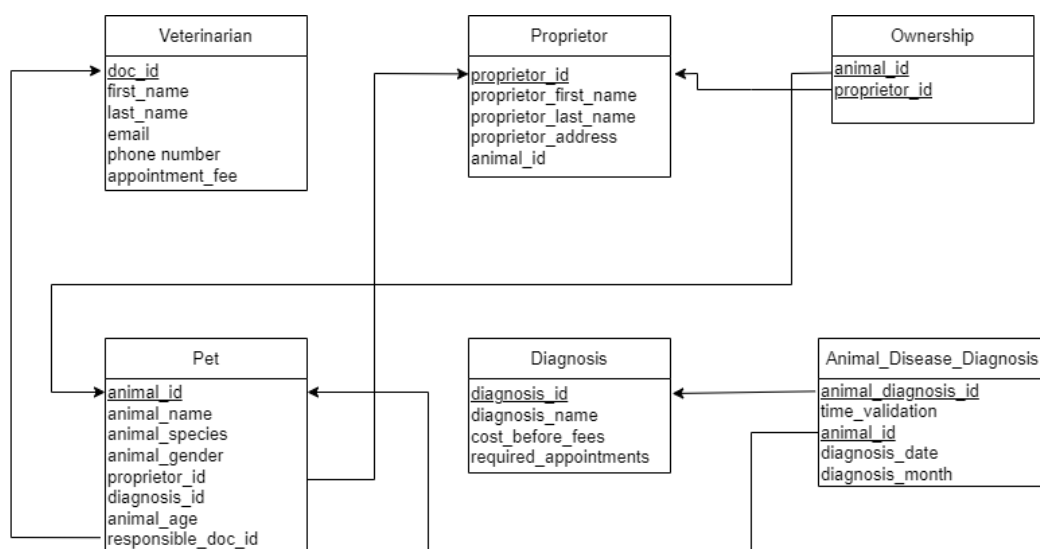 Veterinarian
doc_id
first_name
last_name
email
phone number
appointment_fee
Proprietor
proprietor_id
proprietor_first_name
proprietor_last_name
proprietor_address
animal_id
Ownership
animal_id
proprietor_id
Pet
animal_id
animal_name
animal_species
animal_gender
proprietor_id
diagnosis_id
animal_age
responsible_doc_id
Diagnosis
diagnosis_id
diagnosis_name
cost_before_fees
required_appointments
Animal_Disease_Diagnosis
animal_diagnosis_id
time_validation
animal_id
diagnosis_date
diagnosis_month